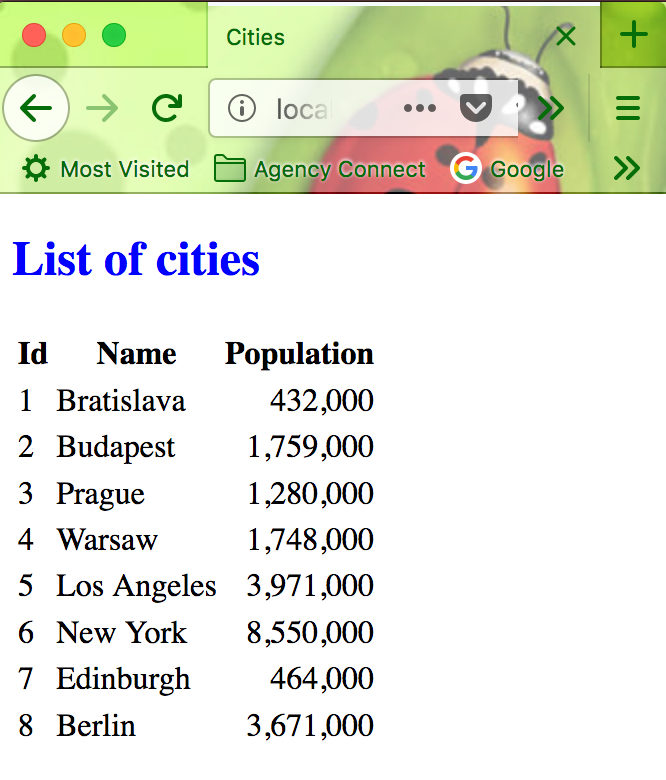 Cities
loca
Most Visited Agency Connect Google
List of cities
Id Name Population
1 Bratislava 432,000
2 Budapest 1,759,000
3 Prague 1,280,000
4 Warsaw 1,748,000
5 Los Angeles 3,971,000
6 New York 8,550,000
7 Edinburgh 464,000
8 Berlin 3,671,000